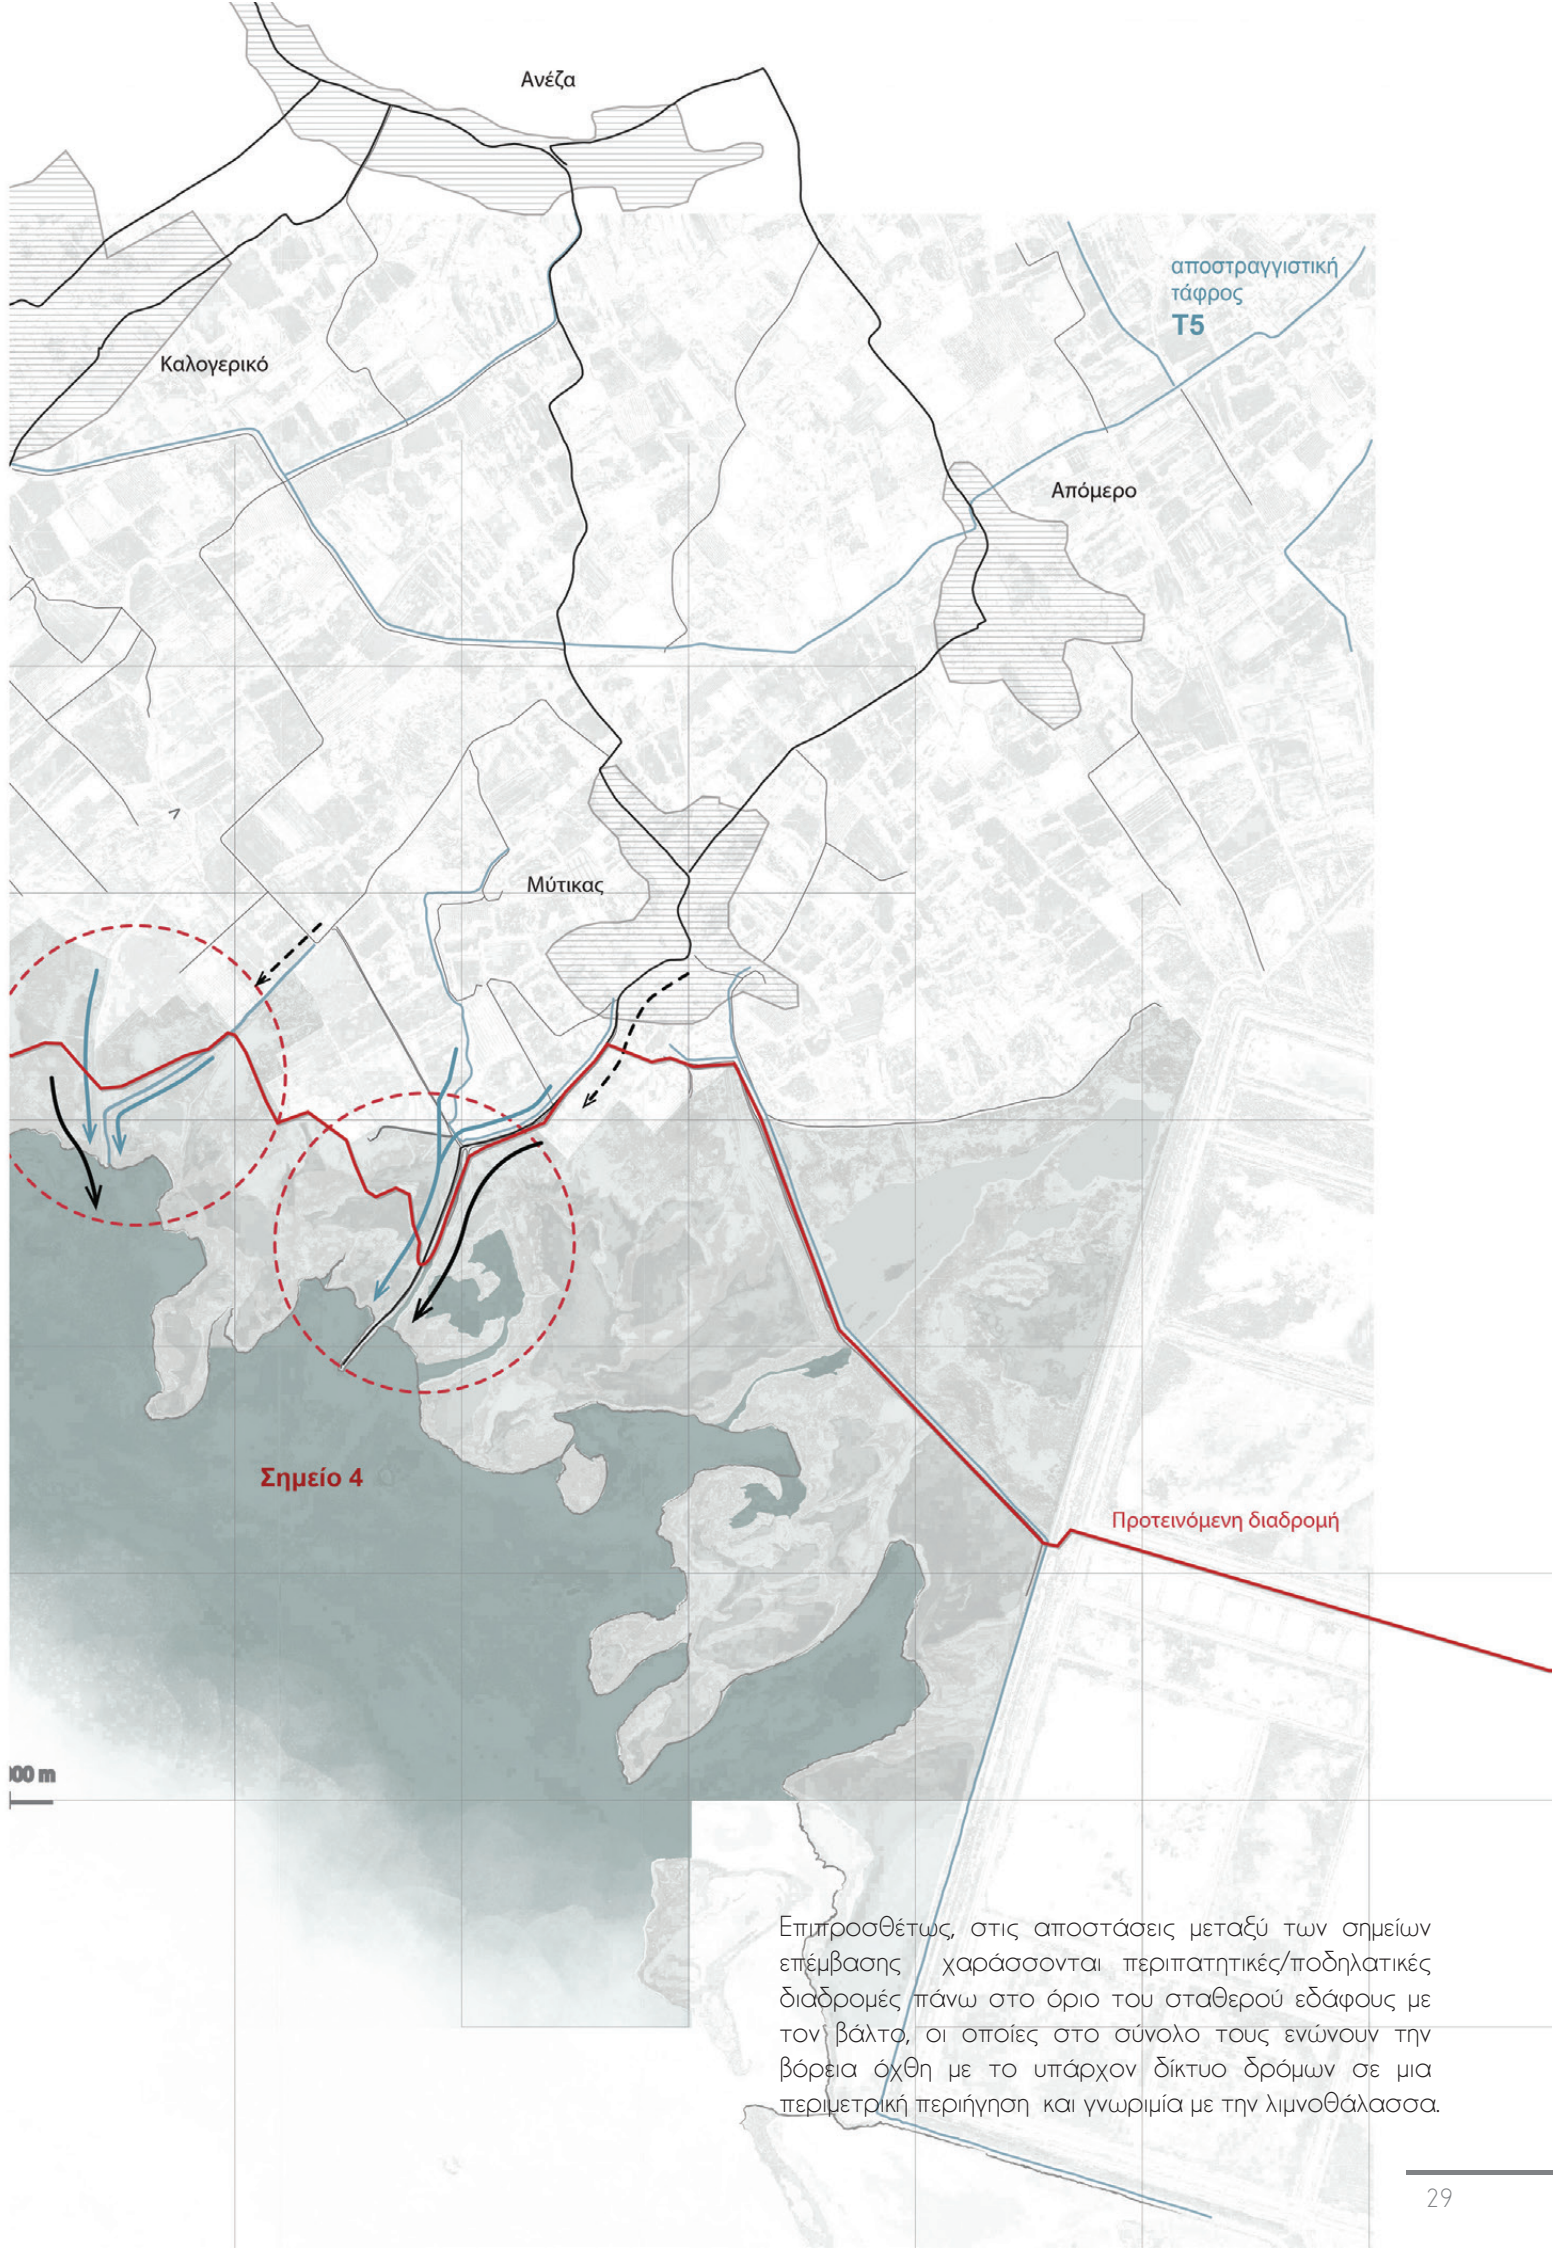 Ανέζα
αποστραγγιστική
τάφρος
T5
Καλογερικό
Απόμερο
Μύτικας
Σημείο 4
Προτεινόμενη διαδρομή
00 m
Επιπροσθέτως, στις αποστάσεις μεταξύ των σημείων
επέμβασης χαράσσονται περιπατητικές/ποδηλατικές
διαδρομές πάνω στο όριο του σταθερού εδάφους με
τον βάλτο, οι οποίες στο σύνολο τους ενώνουν την
βόρεια όχθη με το υπάρχον δίκτυο δρόμων σε μια
περιμετρική περιήγηση και γνωριμία με την λιμνοθάλασσα.
29